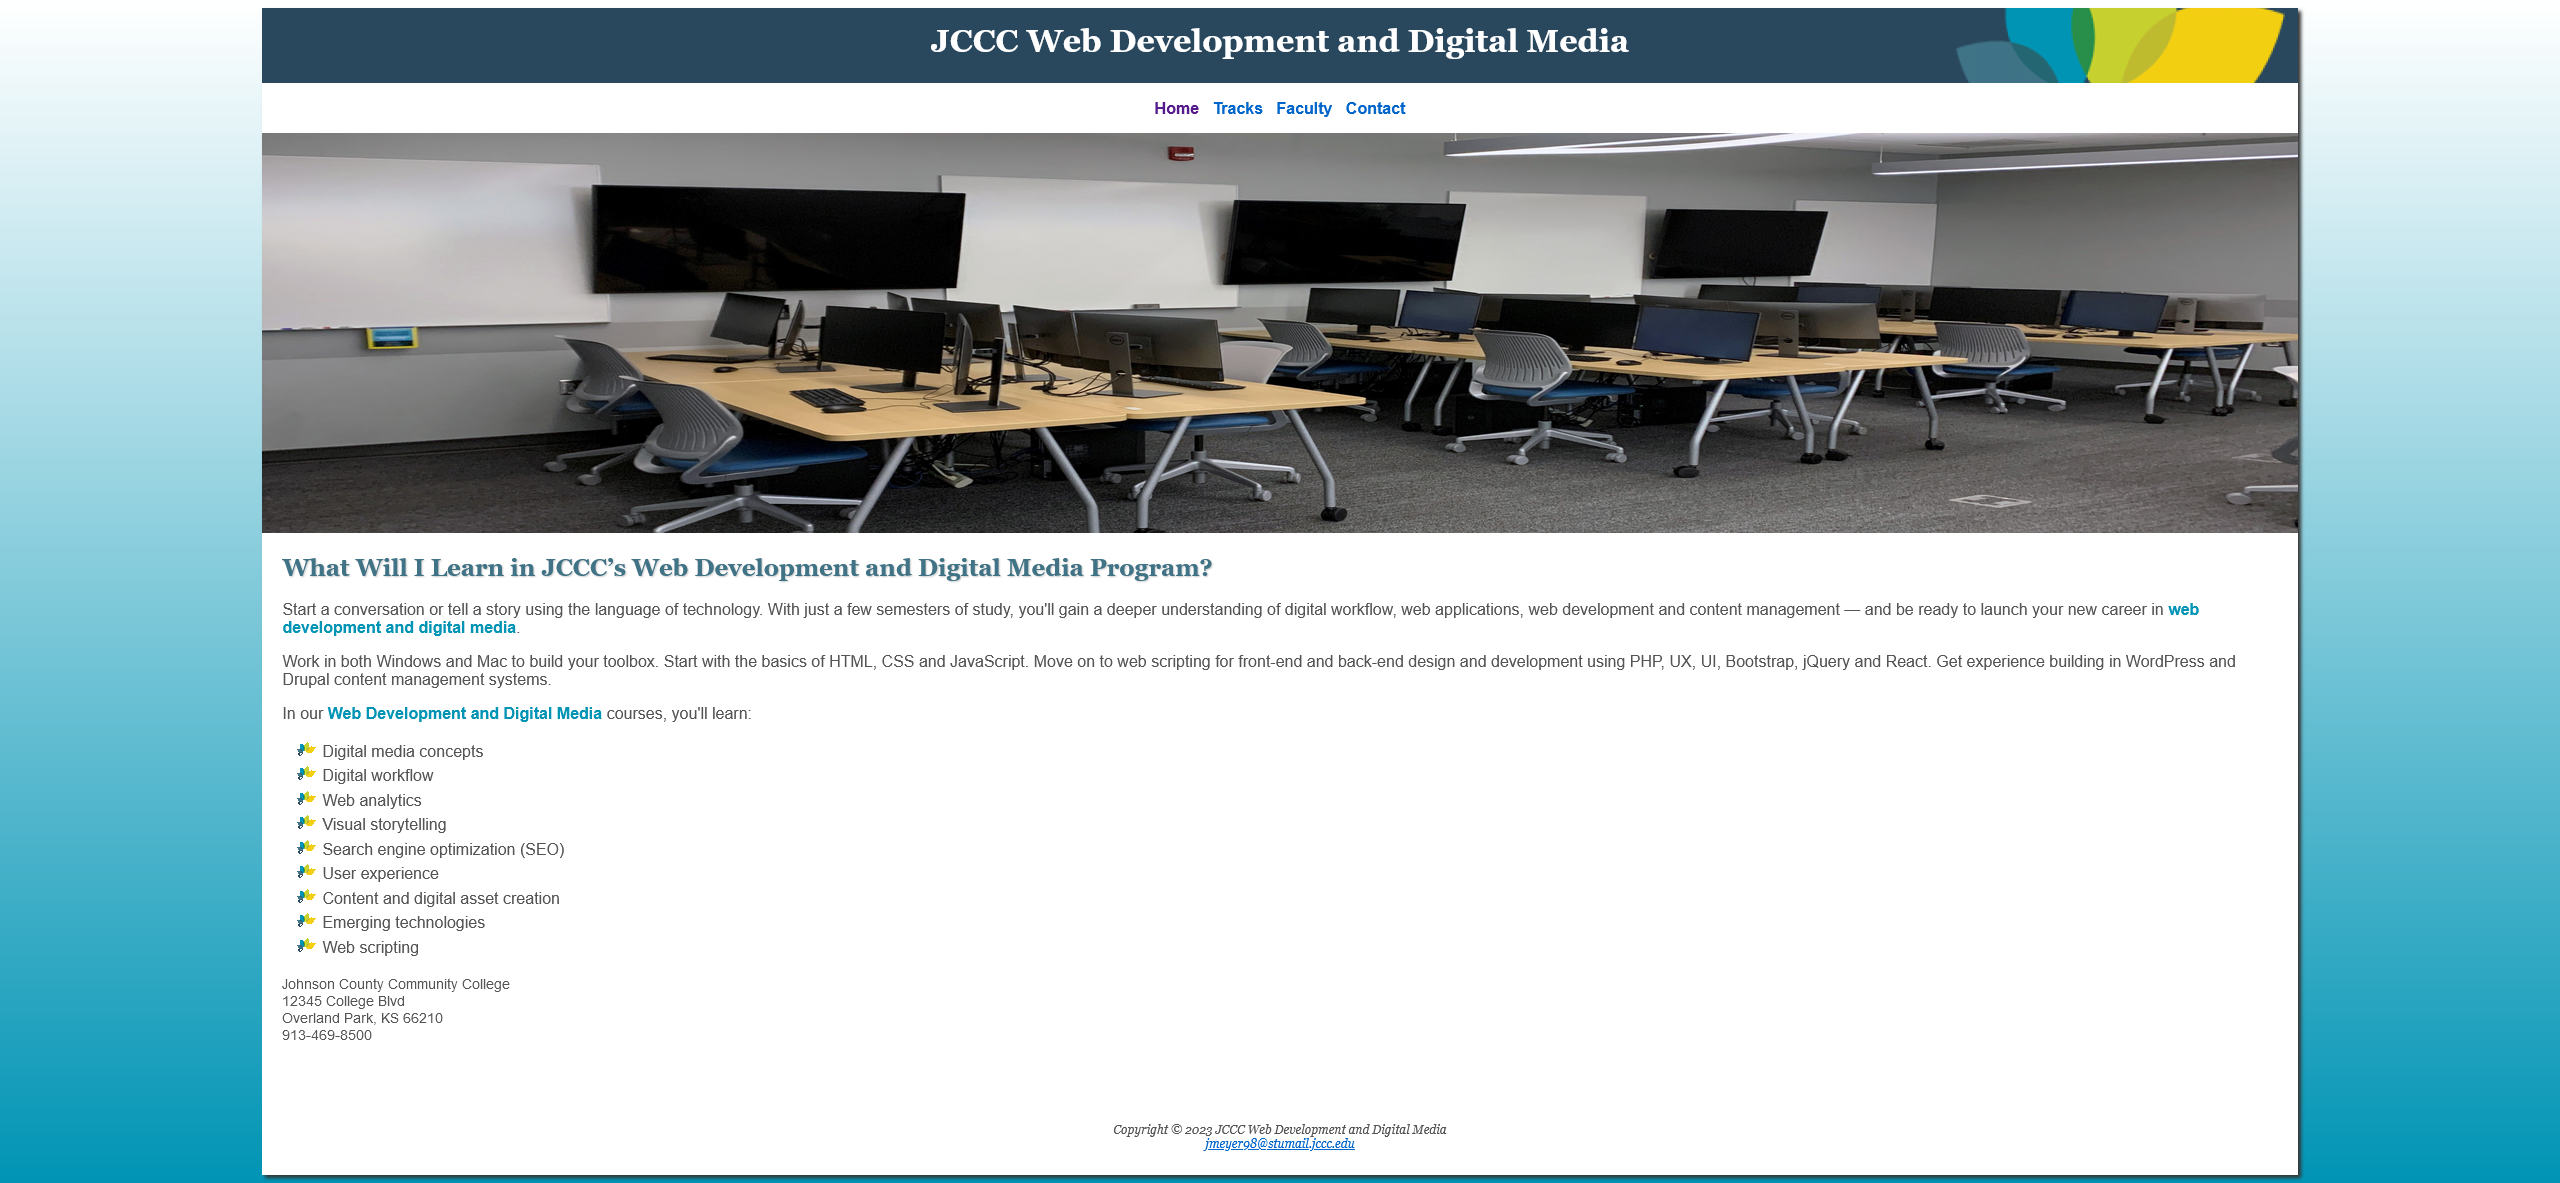 JCCC Web Development and Digital Media
Home Tracks Faculty Contact
What Will I Learn in JCCC’s Web Development and Digital Media Program?
Start a conversation or tell a story using the language of technology. With just a few semesters of study, you'll gain a deeper understanding of digital workflow, web applications, web development and content management — and be ready to launch your new career in web
development and digital media.
Work in both Windows and Mac to build your toolbox. Start with the basics of HTML, CSS and JavaScript. Move on to web scripting for front-end and back-end design and development using PHP, UX, UI, Bootstrap, jQuery and React. Get experience building in WordPress and
Drupal content management systems.
In our Web Development and Digital Media courses, you'll learn:
Digital media concepts
Digital workflow
Web analytics
Visual storytelling
Search engine optimization (SEO)
User experience
Content and digital asset creation
Emerging technologies
Web scripting
Johnson County Community College
12345 College Blvd
Overland Park, KS 66210
913-469-8500
Copyright © 2023 JCCC Web Development and Digital Media
jmeyer98@stumail.jccc.edu